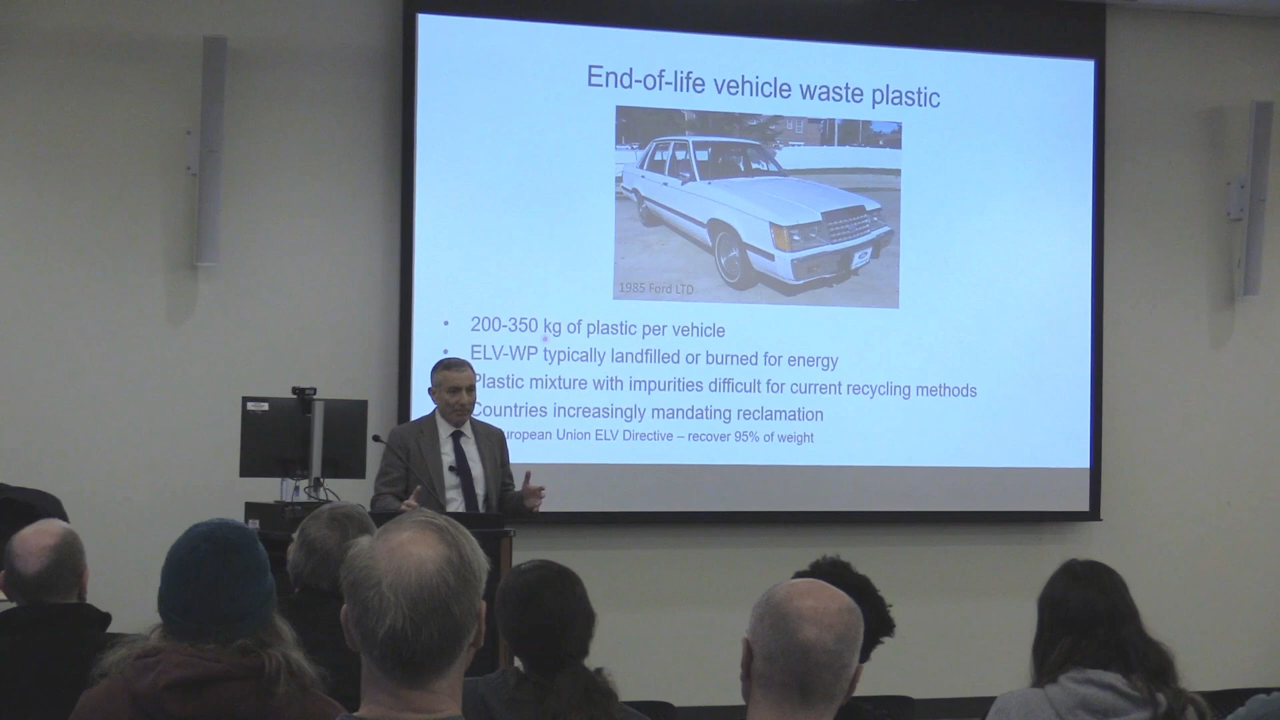 End-of-life vehicle waste plastic
1985 Ford LTD
• 200-350 kg of plastic per vehicle
• ELV-WP typically landfilled or burned for energy
Plastic mixture with impurities difficult for current recycling methods
Countries increasingly mandating reclamation
uropean Union ELV Directive – recover 95% of weight